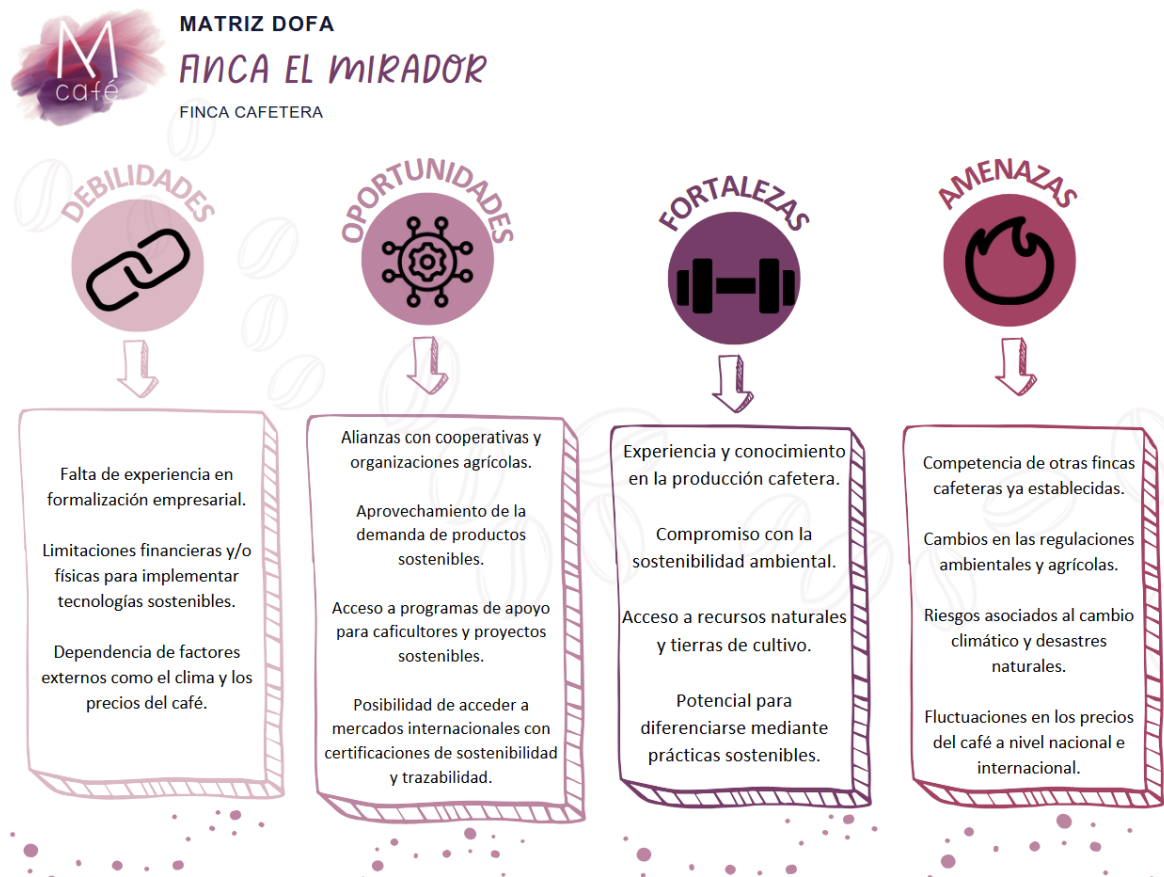 M
café
MATRIZ DOFA
FINCA EL MIRADOR
FINCA CAFETERA
DEBILIDADES
Falta de experiencia en
formalización empresarial.
Limitaciones financieras y/o
físicas para implementar
tecnologías sostenibles.
Dependencia de factores
externos como el clima y los
precios del café.
OPORTUNIDADES
Alianzas con cooperativas y
organizaciones agrícolas.
Aprovechamiento de la
demanda de productos
sostenibles.
Acceso a programas de apoyo
para caficultores y proyectos
sostenibles.
Posibilidad de acceder a
mercados internacionales con
certificaciones de sostenibilidad
y trazabilidad.
FORTALEZAS
Experiencia y conocimiento
en la producción cafetera.
Compromiso con la
sostenibilidad ambiental.
Acceso a recursos naturales
y tierras de cultivo.
Potencial para
diferenciarse mediante
prácticas sostenibles.
AMENAZAS
Competencia de otras fincas
cafeteras ya establecidas.
Cambios en las regulaciones
ambientales y agrícolas.
Riesgos asociados al cambio
climático y desastres
naturales.
Fluctuaciones en los precios
del café a nivel nacional e
internacional.